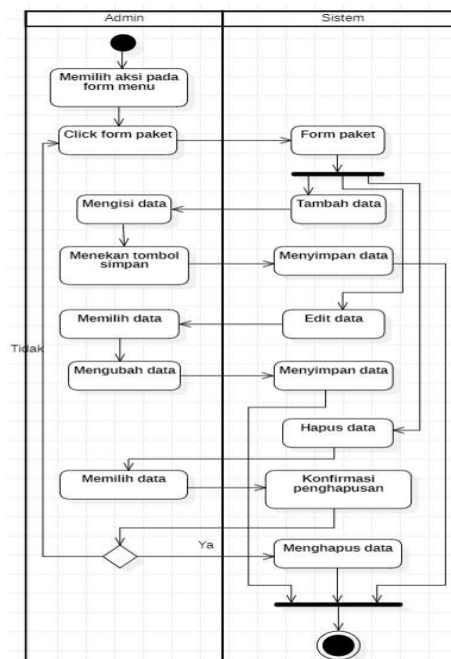 Admin
Sistem
Memilih aksi pada
form menu
Click form paket
Form paket
Mengisi data
Tambah data
Menekan tombol
simpan
Menyimpan data
Memilih data
Edit data
Tidak
Mengubah data
Menyimpan data
Hapus data
Memilih data
Konfirmasi
penghapusan
Ya
Menghapus data